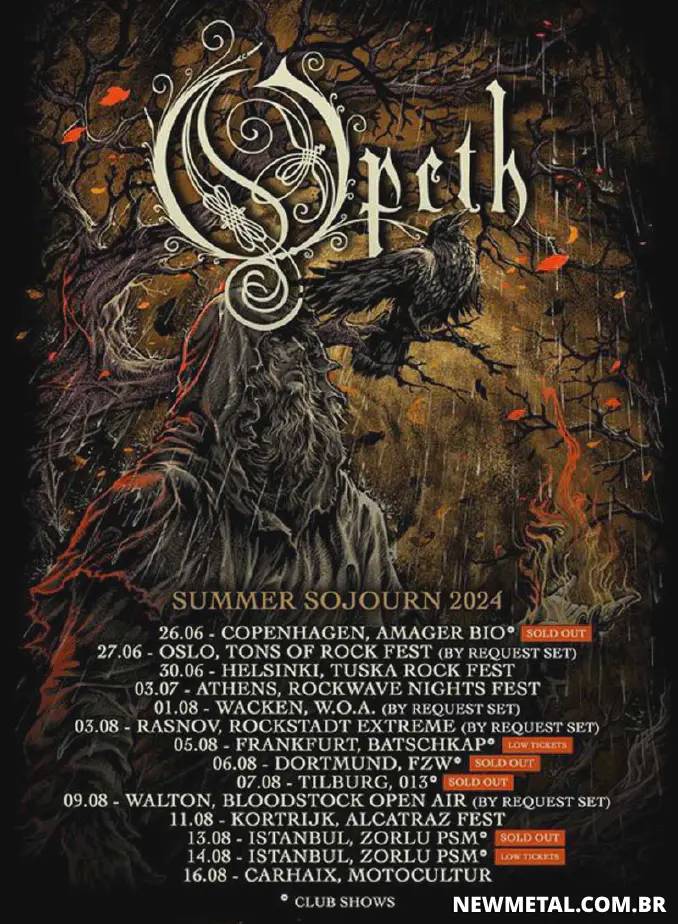 Opeth
SUMMER SOJOURN 2024
26.06 - COPENHAGEN, AMAGER BIO° SOLD OUT
27.06 - OSLO, TONS OF ROCK FEST (BY REQUEST SET)
30.06 - HELSINKI, TUSKA ROCK FEST
03.07 - ATHENS, ROCKWAVE NIGHTS FEST
01.08 - WACKEN, W.O.A. (BY REQUEST SET)
03.08 - RASNOV, ROCKSTADT EXTREME (BY REQUEST SET)
05.08 - FRANKFURT, BATSCHKAP° LOW TICKETS
06.08 - DORTMUND, FZW° SOLD OUT
07.08 - TILBURG, 013° SOLD OUT
09.08 - WALTON, BLOODSTOCK OPEN AIR (BY REQUEST SET)
11.08 - KORTRIJK, ALCATRAZ FEST
13.08 - ISTANBUL, ZORLU PSM° SOLD OUT
14.08 - ISTANBUL, ZORLU PSM° LOW TICKETS
16.08 - CARHAIX, MOTOCULTUR
° CLUB SHOWS
NEWMETAL.COM.BR